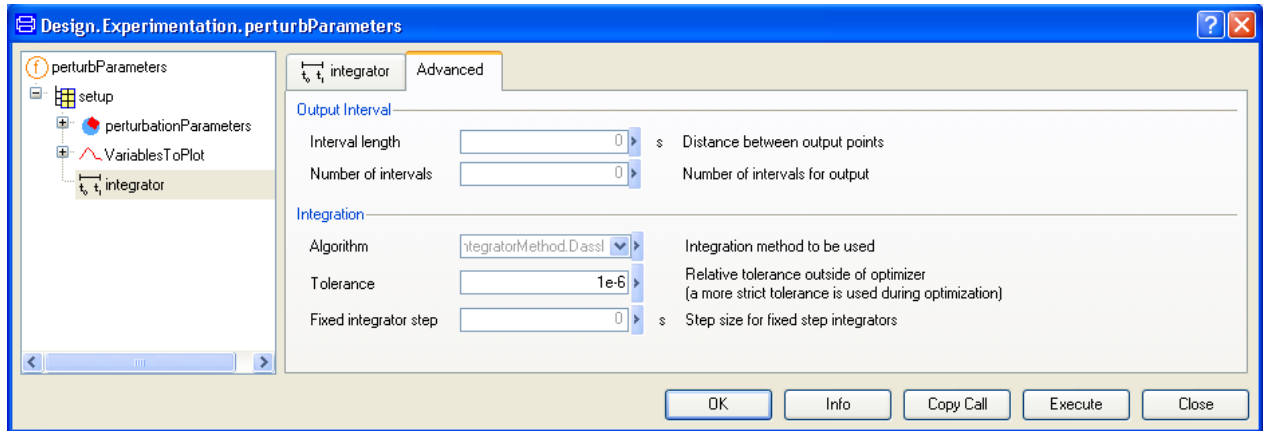 Design.Experimentation.perturbParameters
perturbParameters
setup
perturbationParameters
VariablesToPlot
integrator
integrator
Advanced
Output Interval
Interval length 0 s Distance between output points
Number of intervals 0 Number of intervals for output
Integration
Algorithm ntegratorMethod.Dassl Integration method to be used
Tolerance 1e-6 Relative tolerance outside of optimizer
(a more strict tolerance is used during optimization)
Fixed integrator step 0 s Step size for fixed step integrators
OK Info Copy Call Execute Close